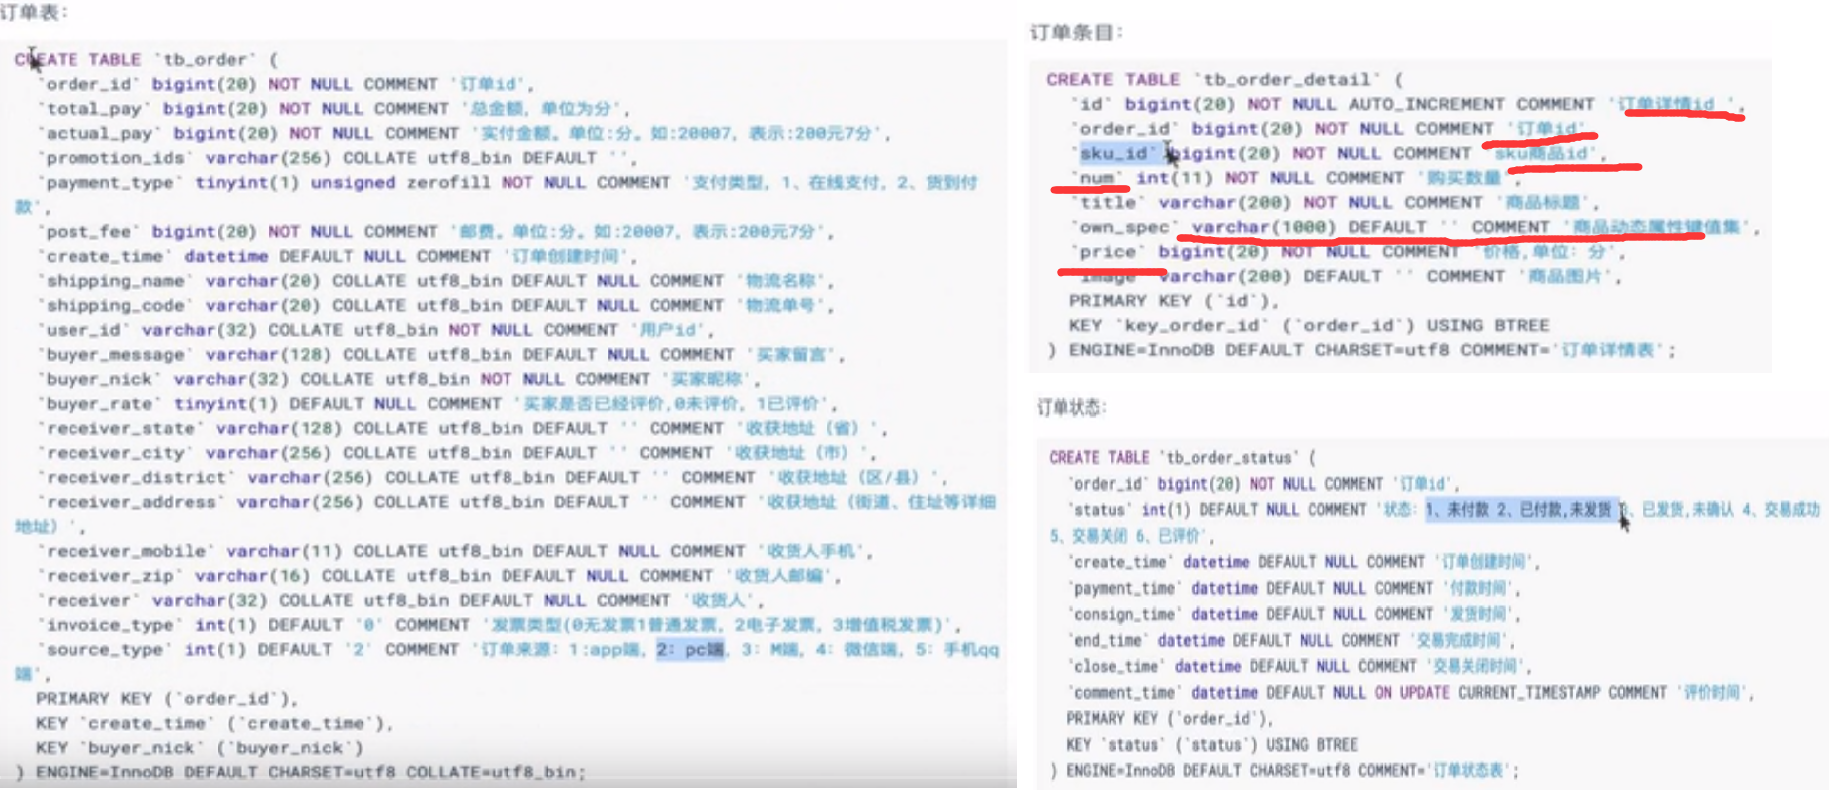 订单表：
CREATE TABLE `tb_order` (
`order_id` bigint(20) NOT NULL COMMENT '订单id',
`total_pay` bigint(20) NOT NULL COMMENT '总金额，单位为分',
`actual_pay` bigint(20) NOT NULL COMMENT '实付金额。单位:分。如:20007，表示:200元7分',
`promotion_ids` varchar(256) COLLATE utf8_bin DEFAULT '',
`payment_type` tinyint(1) unsigned zerofill NOT NULL COMMENT '支付类型，1、在线支付，2、货到付
款',
`post_fee` bigint(20) NOT NULL COMMENT '邮费。单位:分。如:20007，表示:200元7分',
`create_time` datetime DEFAULT NULL COMMENT '订单创建时间',
`shipping_name` varchar(20) COLLATE utf8_bin DEFAULT NULL COMMENT '物流名称',
`shipping_code` varchar(20) COLLATE utf8_bin DEFAULT NULL COMMENT '物流单号',
`user_id` varchar(32) COLLATE utf8_bin NOT NULL COMMENT '用户id',
`buyer_message` varchar(128) COLLATE utf8_bin DEFAULT NULL COMMENT '买家留言',
`buyer_nick` varchar(32) COLLATE utf8_bin NOT NULL COMMENT '买家昵称',
`buyer_rate` tinyint(1) DEFAULT NULL COMMENT '买家是否已经评价,0未评价，1已评价',
`receiver_state` varchar(128) COLLATE utf8_bin DEFAULT '' COMMENT '收获地址（省）',
`receiver_city` varchar(256) COLLATE utf8_bin DEFAULT '' COMMENT '收获地址（市）',
`receiver_district` varchar(256) COLLATE utf8_bin DEFAULT '' COMMENT '收获地址（区/县）',
`receiver_address` varchar(256) COLLATE utf8_bin DEFAULT '' COMMENT '收获地址（街道、住址等详细
地址）',
`receiver_mobile` varchar(11) COLLATE utf8_bin DEFAULT NULL COMMENT '收货人手机',
`receiver_zip` varchar(16) COLLATE utf8_bin DEFAULT NULL COMMENT '收货人邮编',
`receiver` varchar(32) COLLATE utf8_bin DEFAULT NULL COMMENT '收货人',
`invoice_type` int(1) DEFAULT '0' COMMENT '发票类型(0无发票1普通发票，2电子发票，3增值税发票)',
`source_type` int(1) DEFAULT '2' COMMENT '订单来源：1:app端，2：pc端，3：M端，4：微信端，5：手机qq
端',
PRIMARY KEY (`order_id`),
KEY `create_time` (`create_time`),
KEY `buyer_nick` (`buyer_nick`)
) ENGINE=InnoDB DEFAULT CHARSET=utf8 COLLATE=utf8_bin;
订单条目：
CREATE TABLE `tb_order_detail` (
`id` bigint(20) NOT NULL AUTO_INCREMENT COMMENT '订单详情id ',
`order_id` bigint(20) NOT NULL COMMENT '订单id',
`sku_id` bigint(20) NOT NULL COMMENT 'sku商品id',
`num` int(11) NOT NULL COMMENT '购买数量',
`title` varchar(200) NOT NULL COMMENT '商品标题',
`own_spec` varchar(1000) DEFAULT '' COMMENT '商品动态属性键值集',
`price` bigint(20) NOT NULL COMMENT '价格,单位：分',
`image` varchar(200) DEFAULT '' COMMENT '商品图片',
PRIMARY KEY (`id`),
KEY `key_order_id` (`order_id`) USING BTREE
) ENGINE=InnoDB DEFAULT CHARSET=utf8 COMMENT='订单详情表';
订单状态:
CREATE TABLE `tb_order_status` (
`order_id` bigint(20) NOT NULL COMMENT '订单id',
`status` int(1) DEFAULT NULL COMMENT '状态：1、未付款 2、已付款,未发货 、已发货,未确认 4、交易成功
5、交易关闭 6、已评价',
`create_time` datetime DEFAULT NULL COMMENT '订单创建时间',
`payment_time` datetime DEFAULT NULL COMMENT '付款时间',
`consign_time` datetime DEFAULT NULL COMMENT '发货时间',
`end_time` datetime DEFAULT NULL COMMENT '交易完成时间',
`close_time` datetime DEFAULT NULL COMMENT '交易关闭时间',
`comment_time` datetime DEFAULT NULL ON UPDATE CURRENT_TIMESTAMP COMMENT '评价时间',
PRIMARY KEY (`order_id`),
KEY `status` (`status`) USING BTREE
) ENGINE=InnoDB DEFAULT CHARSET=utf8 COMMENT='订单状态表';